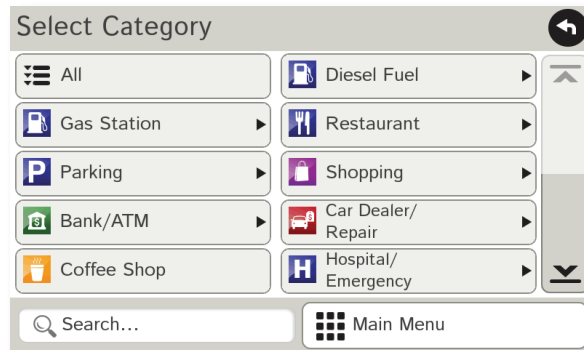 Select Category
All
Diesel Fuel
Gas Station
Restaurant
P Parking
Shopping
$ Bank/ATM
$ Car Dealer/
Repair
Coffee Shop
H Hospital/
Emergency
Search...
Main Menu